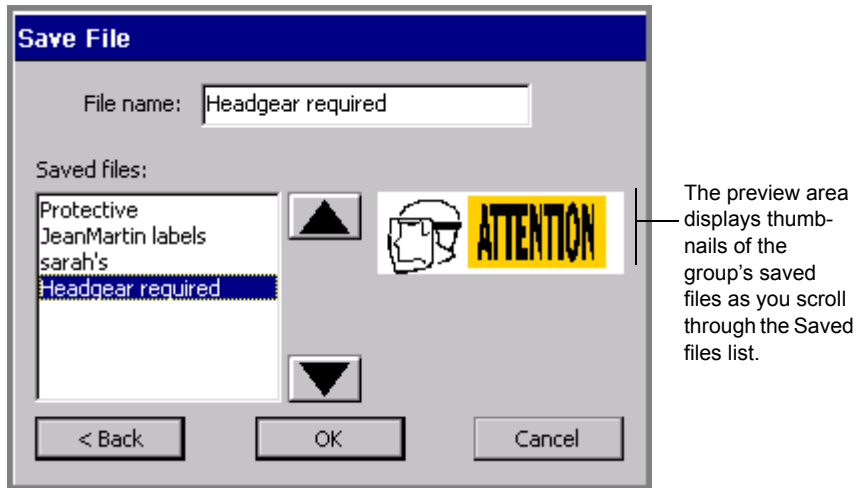 Save File
File name: Headgear required
Saved files:
Protective
JeanMartin labels
sarah's
Headgear required
ATTENTION
< Back OK Cancel
The preview area
displays thumb-
nails of the
group's saved
files as you scroll
through the Saved
files list.